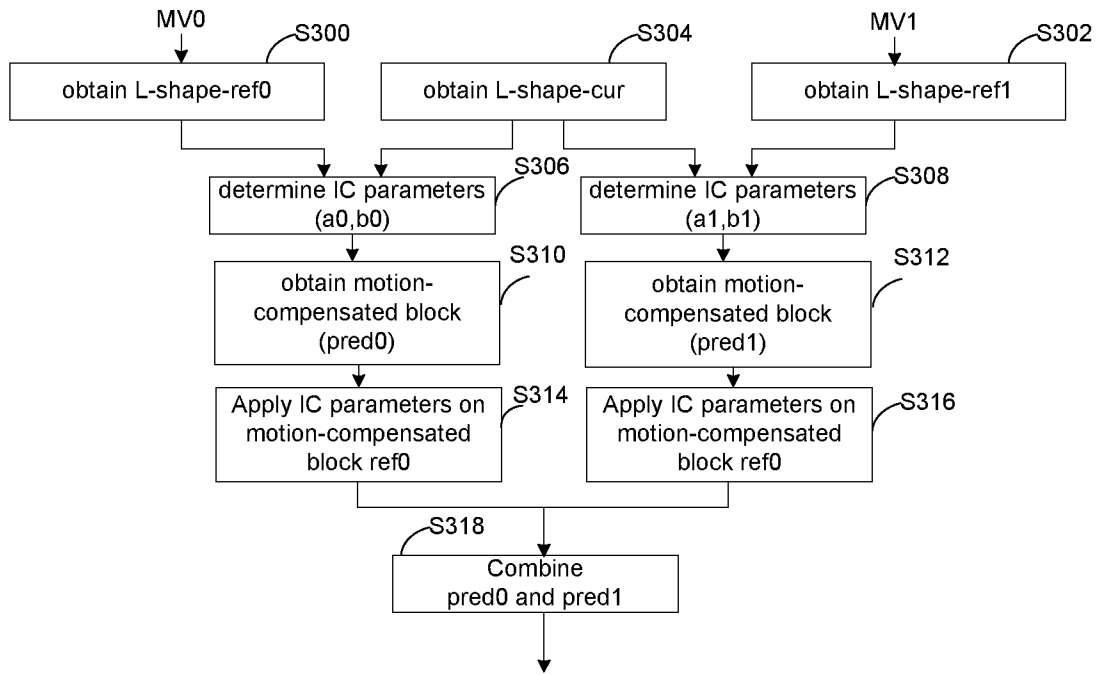 MV0
S300
S304
MV1
S302
obtain L-shape-ref0
obtain L-shape-cur
obtain L-shape-ref1
S306
determine IC parameters
(a0,b0)
S308
determine IC parameters
(a1,b1)
S310
obtain motion-
compensated block
(pred0)
S312
obtain motion-
compensated block
(pred1)
S314
Apply IC parameters on
motion-compensated
block ref0
S316
Apply IC parameters on
motion-compensated
block ref0
S318
Combine
pred0 and pred1